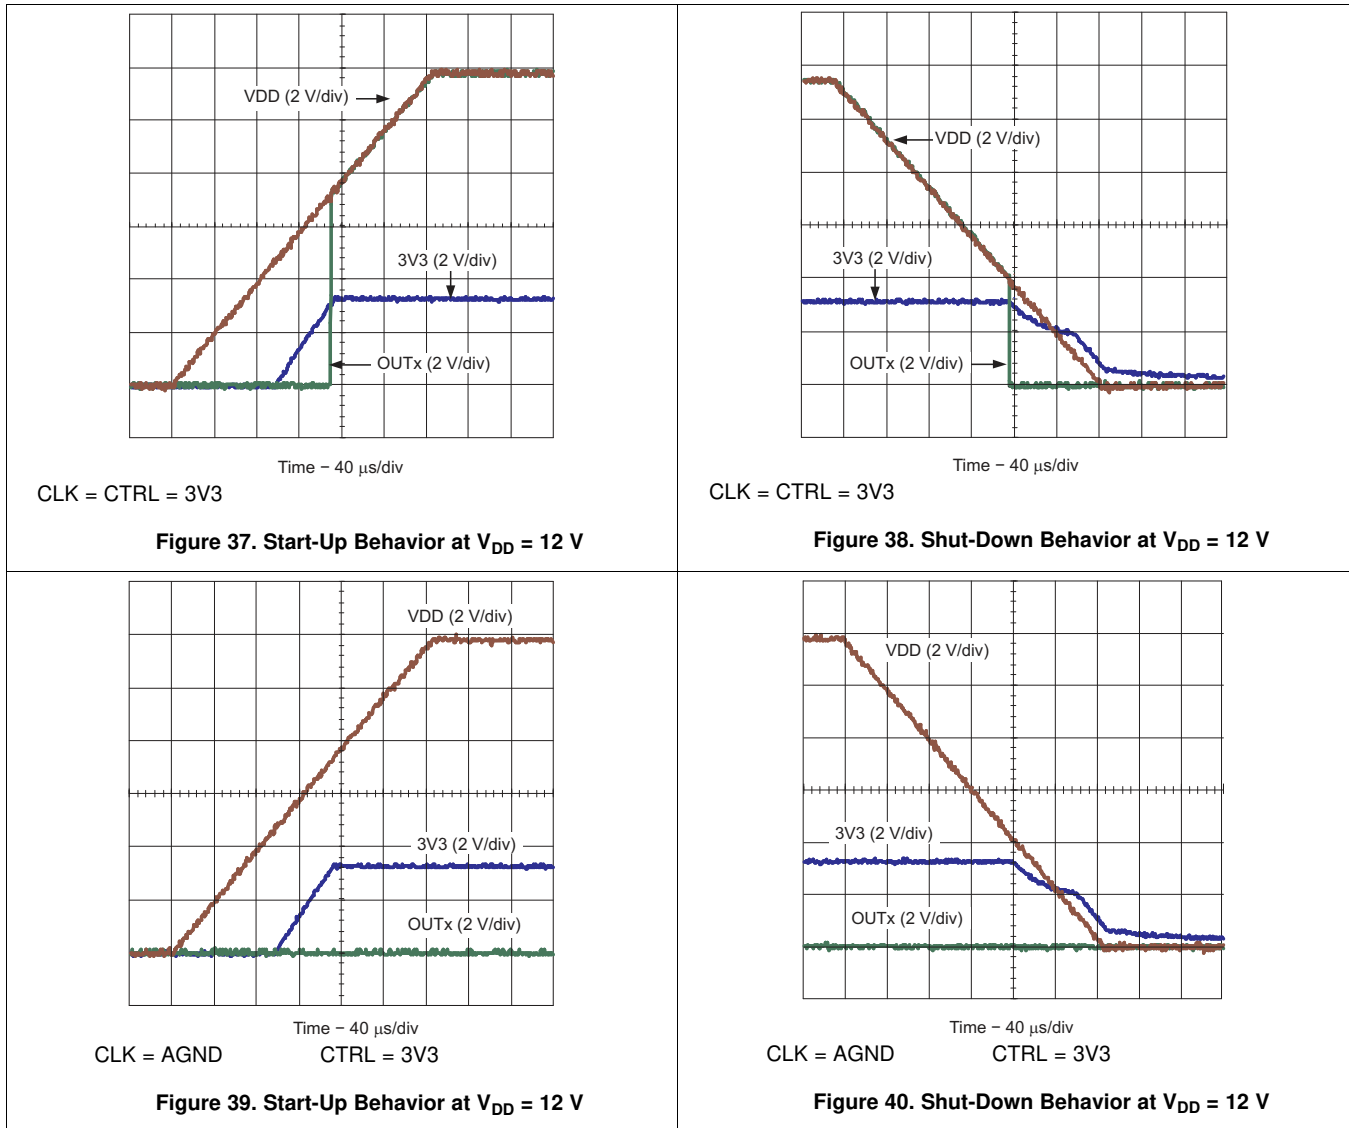 VDD (2 V/div)
3V3 (2 V/div)
OUTx (2 V/div)
Time − 40 μs/div
CLK = CTRL = 3V3
Figure 37. Start-Up Behavior at VDD = 12 V
VDD (2 V/div)
3V3 (2 V/div)
OUTx (2 V/div)
Time − 40 μs/div
CLK = CTRL = 3V3
Figure 38. Shut-Down Behavior at VDD = 12 V
VDD (2 V/div)
3V3 (2 V/div)
OUTx (2 V/div)
Time − 40 μs/div
CLK = AGND CTRL = 3V3
Figure 39. Start-Up Behavior at VDD = 12 V
VDD (2 V/div)
3V3 (2 V/div)
OUTx (2 V/div)
Time − 40 μs/div
CLK = AGND CTRL = 3V3
Figure 40. Shut-Down Behavior at VDD = 12 V